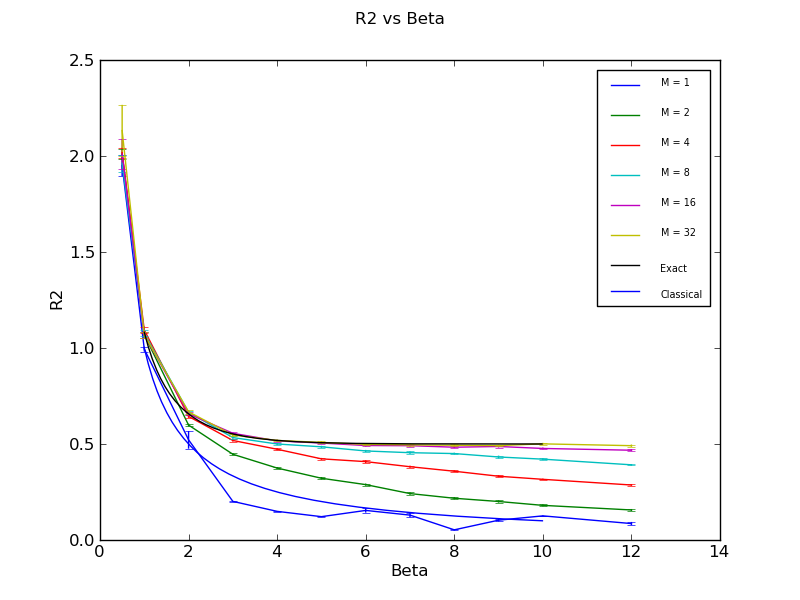 R2 vs Beta
2.5
2.0
1.5
1.0
0.5
0.0
R2
0
2
4
6
8
10
12
14
Beta
M = 1
M = 2
M = 4
M = 8
M = 16
M = 32
Exact
Classical